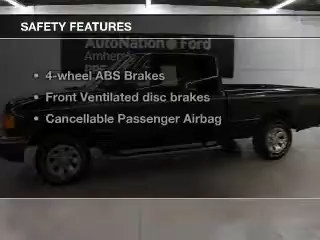 SAFETY FEATURES
AutoNation Ford
Amherst
• 4-wheel ABS Brakes
• Front Ventilated disc brakes
• Cancellable Passenger Airbag